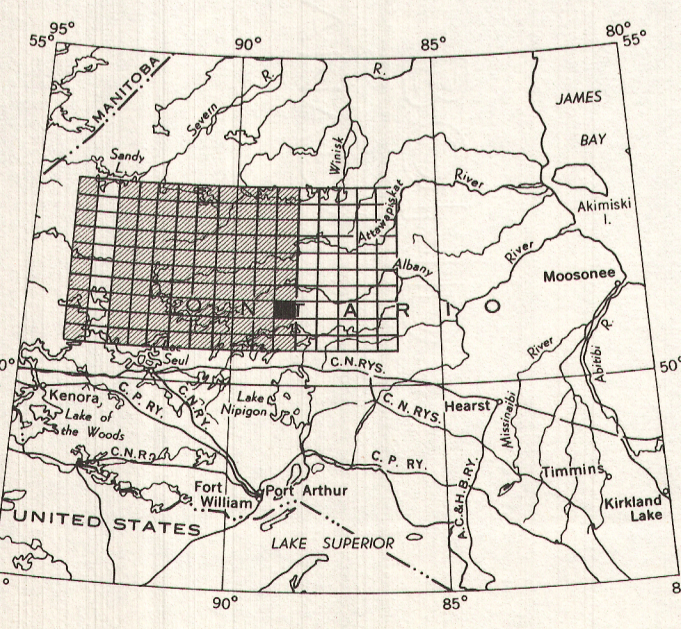 95°
90°
85°
80°
55°
55°
MANITOBA
Severn
R.
R.
Winisk
JAMES
BAY
Sandy
L.
River
Attawapiskat
Akimiski
I.
River
Albany
Moosonee
O N T A R I O
Seul
C.N.RYS.
River
Abitibi R.
0°
50°
Kenora
C.P.RY.
C.N.RY.
Lake
Nipigon
C.N.RYS.
Hearst
Missinaibi
Lake of
the Woods
C.N.R.
C. P. RY.
Timmins
Fort
William
Port Arthur
A.C.&H.B.RY.
Kirkland
Lake
UNITED STATES
LAKE SUPERIOR
90°
85°
8